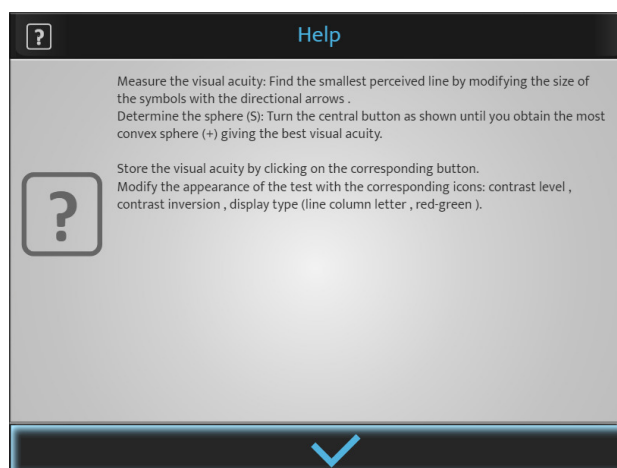 ?
Help
Measure the visual acuity: Find the smallest perceived line by modifying the size of
the symbols with the directional arrows .
Determine the sphere (S): Turn the central button as shown until you obtain the most
convex sphere (+) giving the best visual acuity.
Store the visual acuity by clicking on the corresponding button.
Modify the appearance of the test with the corresponding icons: contrast level ,
contrast inversion , display type (line column letter , red-green ).
?